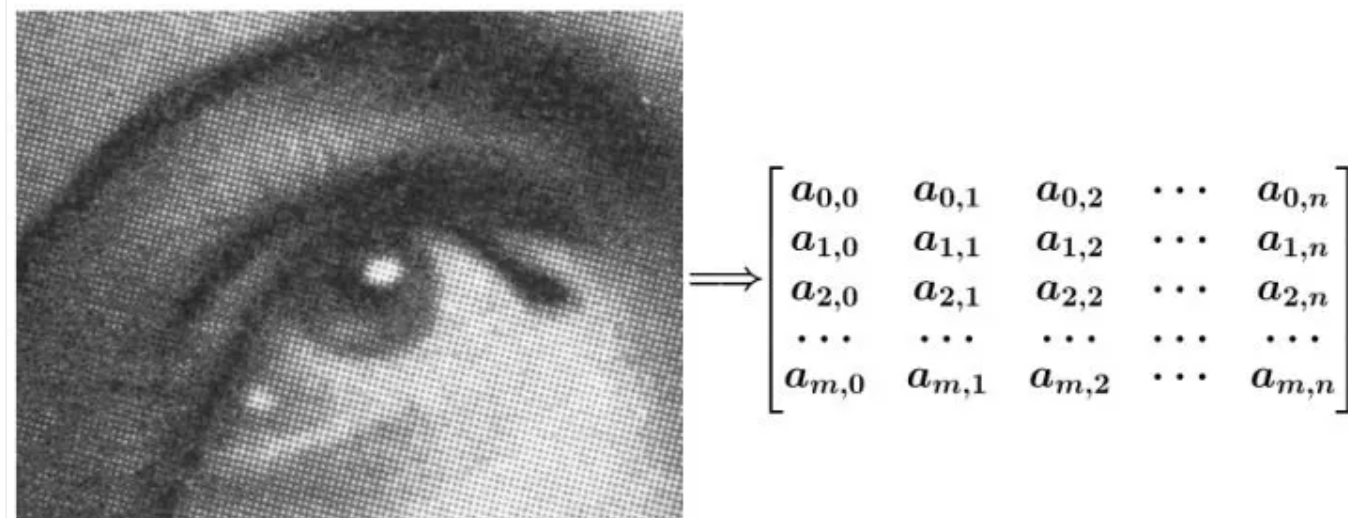 ⟹
a₀,₀ a₀,₁ a₀,₂ ··· a₀,ₙ
a₁,₀ a₁,₁ a₁,₂ ··· a₁,ₙ
a₂,₀ a₂,₁ a₂,₂ ··· a₂,ₙ
··· ··· ··· ··· ···
aₘ,₀ aₘ,₁ aₘ,₂ ··· aₘ,ₙ